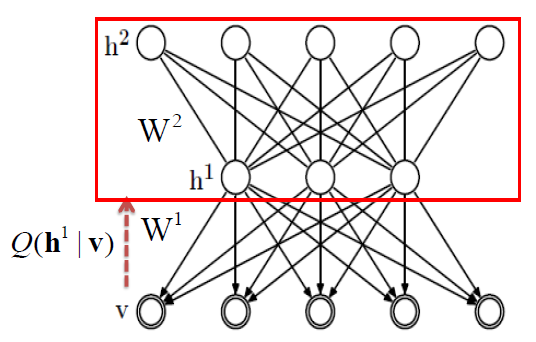 h²
W²
h¹
Q(h¹ | v)
W¹
v